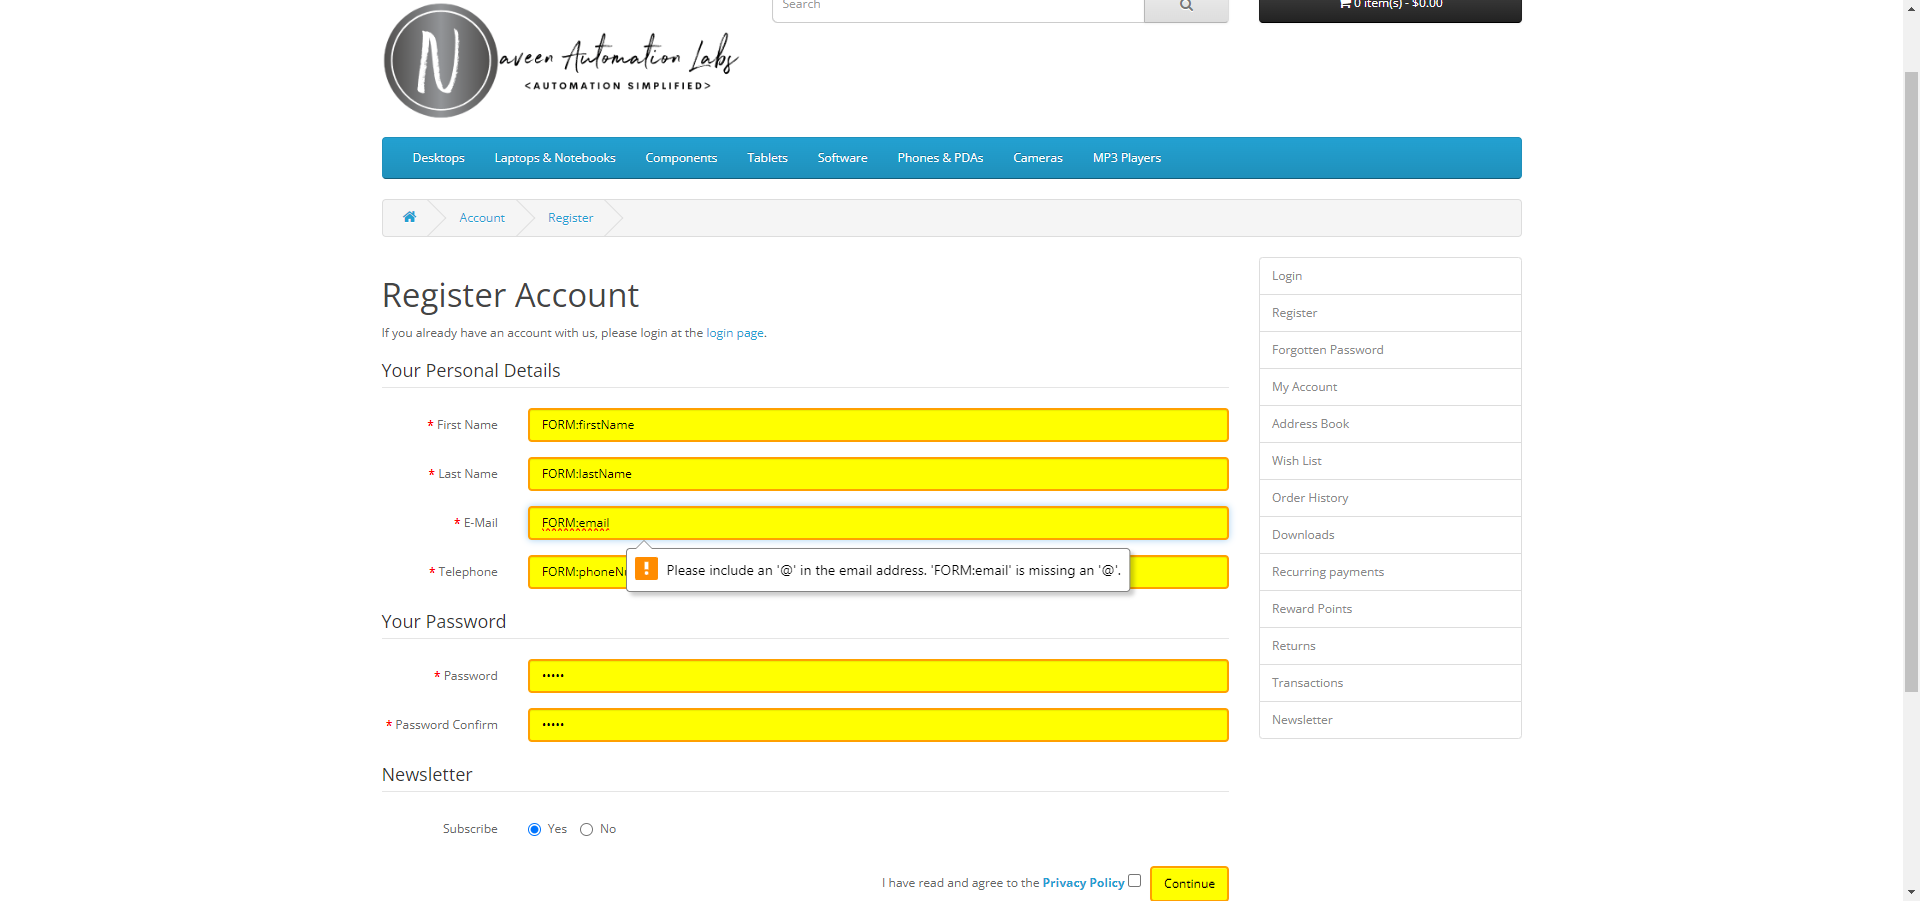 Search
0 item(s) - $0.00
N aveen Automation Labs
<AUTOMATION SIMPLIFIED>
Desktops Laptops & Notebooks Components Tablets Software Phones & PDAs Cameras MP3 Players
Account Register
Register Account
If you already have an account with us, please login at the login page.
Your Personal Details
* First Name FORM:firstName
* Last Name FORM:lastName
* E-Mail FORM:email
Please include an '@' in the email address. 'FORM:email' is missing an '@'.
* Telephone FORM:phoneNu
Your Password
* Password •••••
* Password Confirm •••••
Newsletter
Subscribe Yes No
I have read and agree to the Privacy Policy Continue
Login
Register
Forgotten Password
My Account
Address Book
Wish List
Order History
Downloads
Recurring payments
Reward Points
Returns
Transactions
Newsletter